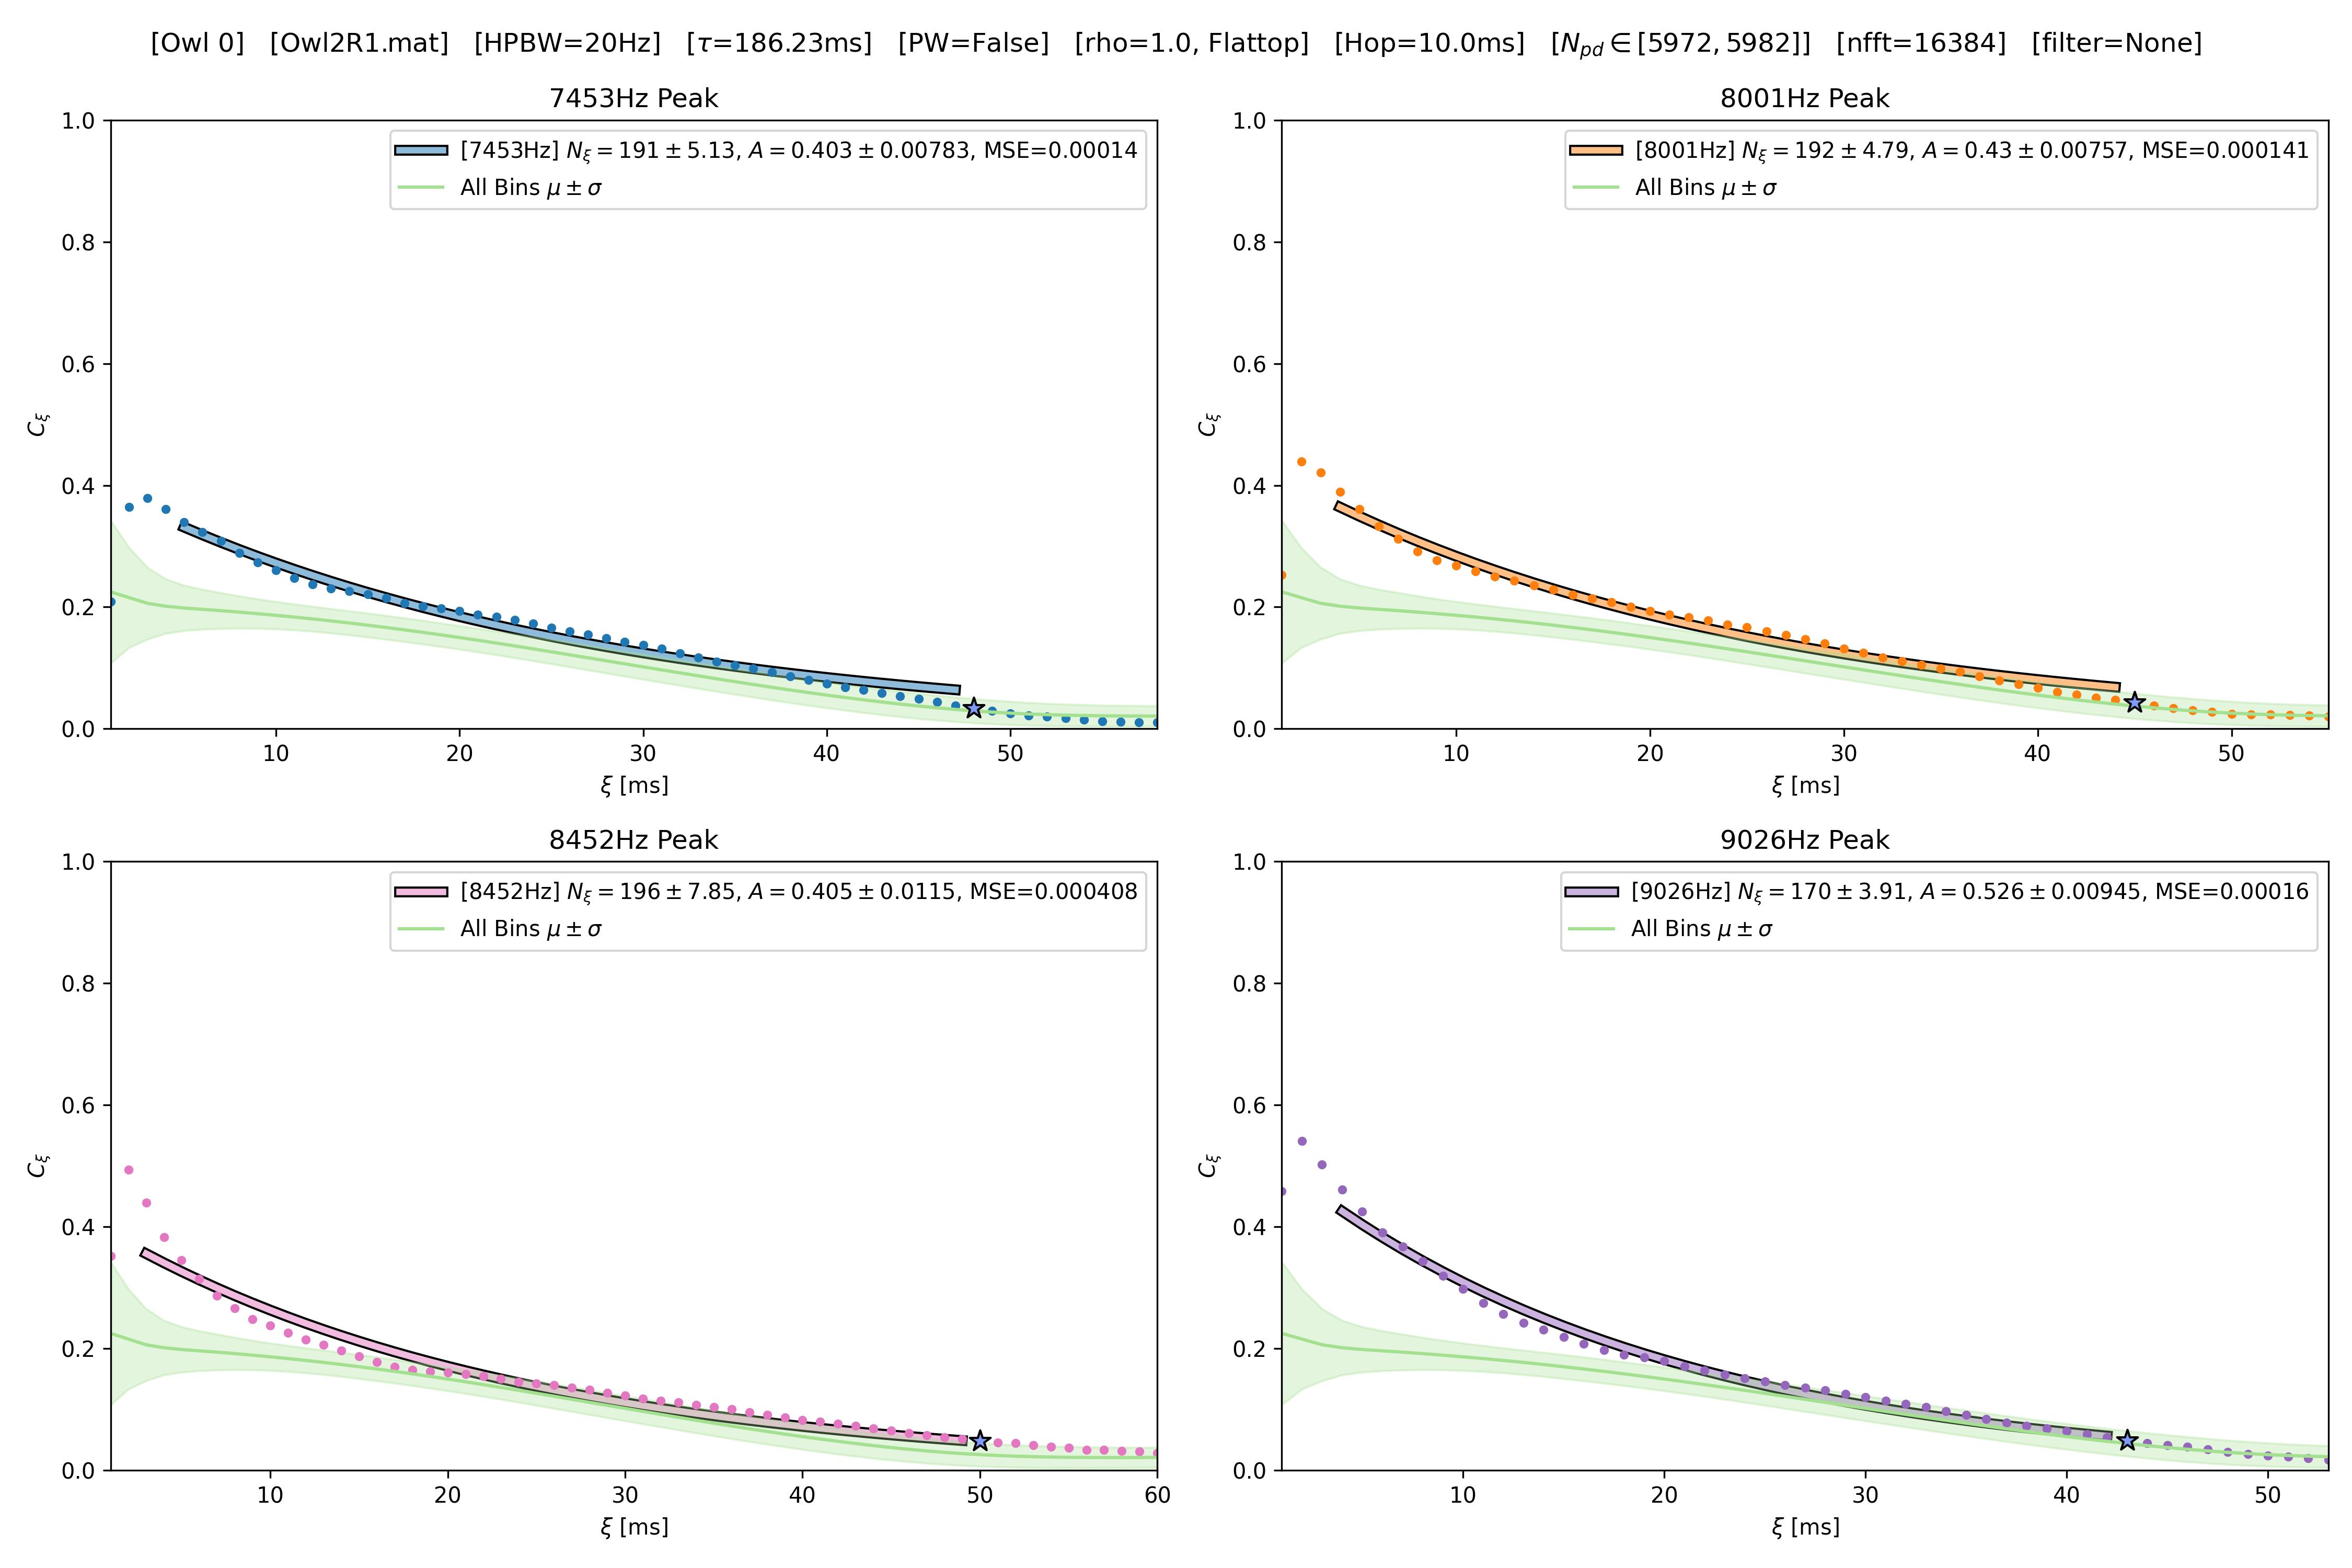 [Owl 0] [Owl2R1.mat] [HPBW=20Hz] [τ=186.23ms] [PW=False] [rho=1.0, Flattop] [Hop=10.0ms] [N_pd ∈ [5972, 5982]] [nfft=16384] [filter=None]
7453Hz Peak
[7453Hz] N_ξ = 191 ± 5.13, A = 0.403 ± 0.00783, MSE=0.00014
All Bins μ ± σ
1.0
0.8
0.6
0.4
0.2
0.0
C_ξ
10 20 30 40 50
ξ [ms]
8001Hz Peak
[8001Hz] N_ξ = 192 ± 4.79, A = 0.43 ± 0.00757, MSE=0.000141
All Bins μ ± σ
1.0
0.8
0.6
0.4
0.2
0.0
C_ξ
10 20 30 40 50
ξ [ms]
8452Hz Peak
[8452Hz] N_ξ = 196 ± 7.85, A = 0.405 ± 0.0115, MSE=0.000408
All Bins μ ± σ
1.0
0.8
0.6
0.4
0.2
0.0
C_ξ
10 20 30 40 50 60
ξ [ms]
9026Hz Peak
[9026Hz] N_ξ = 170 ± 3.91, A = 0.526 ± 0.00945, MSE=0.00016
All Bins μ ± σ
1.0
0.8
0.6
0.4
0.2
0.0
C_ξ
10 20 30 40 50
ξ [ms]